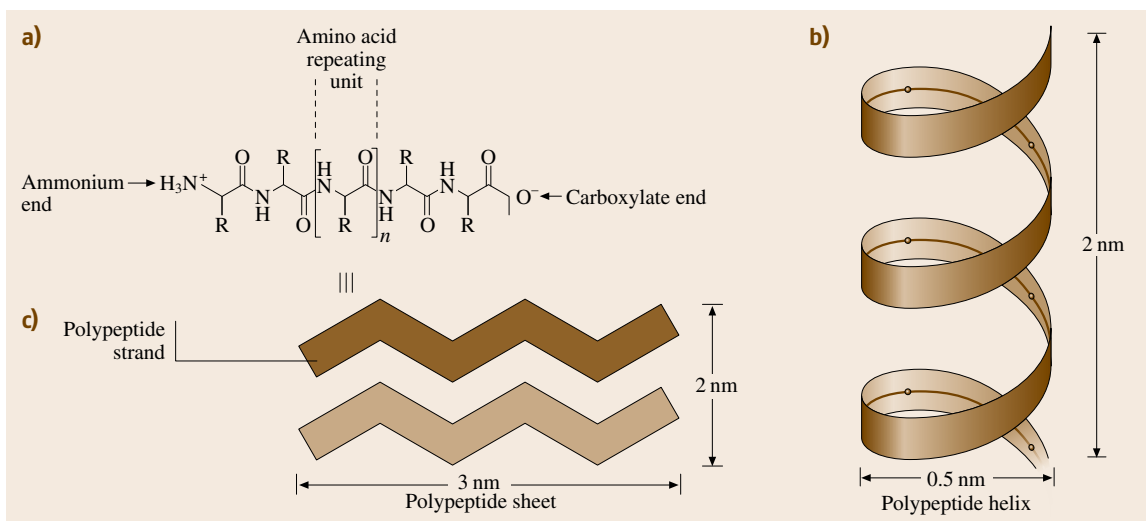 a)
Amino acid
repeating
unit
Ammonium
end
H3N+
R
O
N
H
R
O
H
N
R
O
n
N
H
R
O
H
N
R
O
O−
Carboxylate end
b)
2 nm
0.5 nm
Polypeptide helix
c)
Polypeptide
strand
2 nm
3 nm
Polypeptide sheet